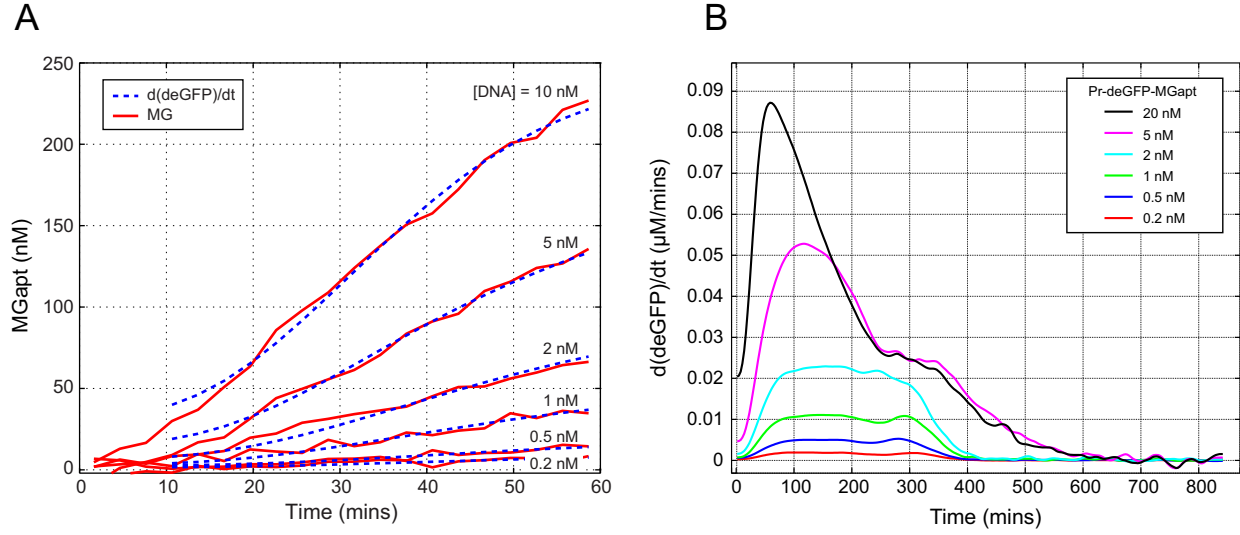 A
250
200
150
100
50
0
MGapt (nM)
d(deGFP)/dt
MG
[DNA] = 10 nM
5 nM
2 nM
1 nM
0.5 nM
0.2 nM
0 10 20 30 40 50 60
Time (mins)
B
0.09
0.08
0.07
0.06
0.05
0.04
0.03
0.02
0.01
0
d(deGFP)/dt (µM/mins)
Pr-deGFP-MGapt
20 nM
5 nM
2 nM
1 nM
0.5 nM
0.2 nM
0 100 200 300 400 500 600 700 800
Time (mins)